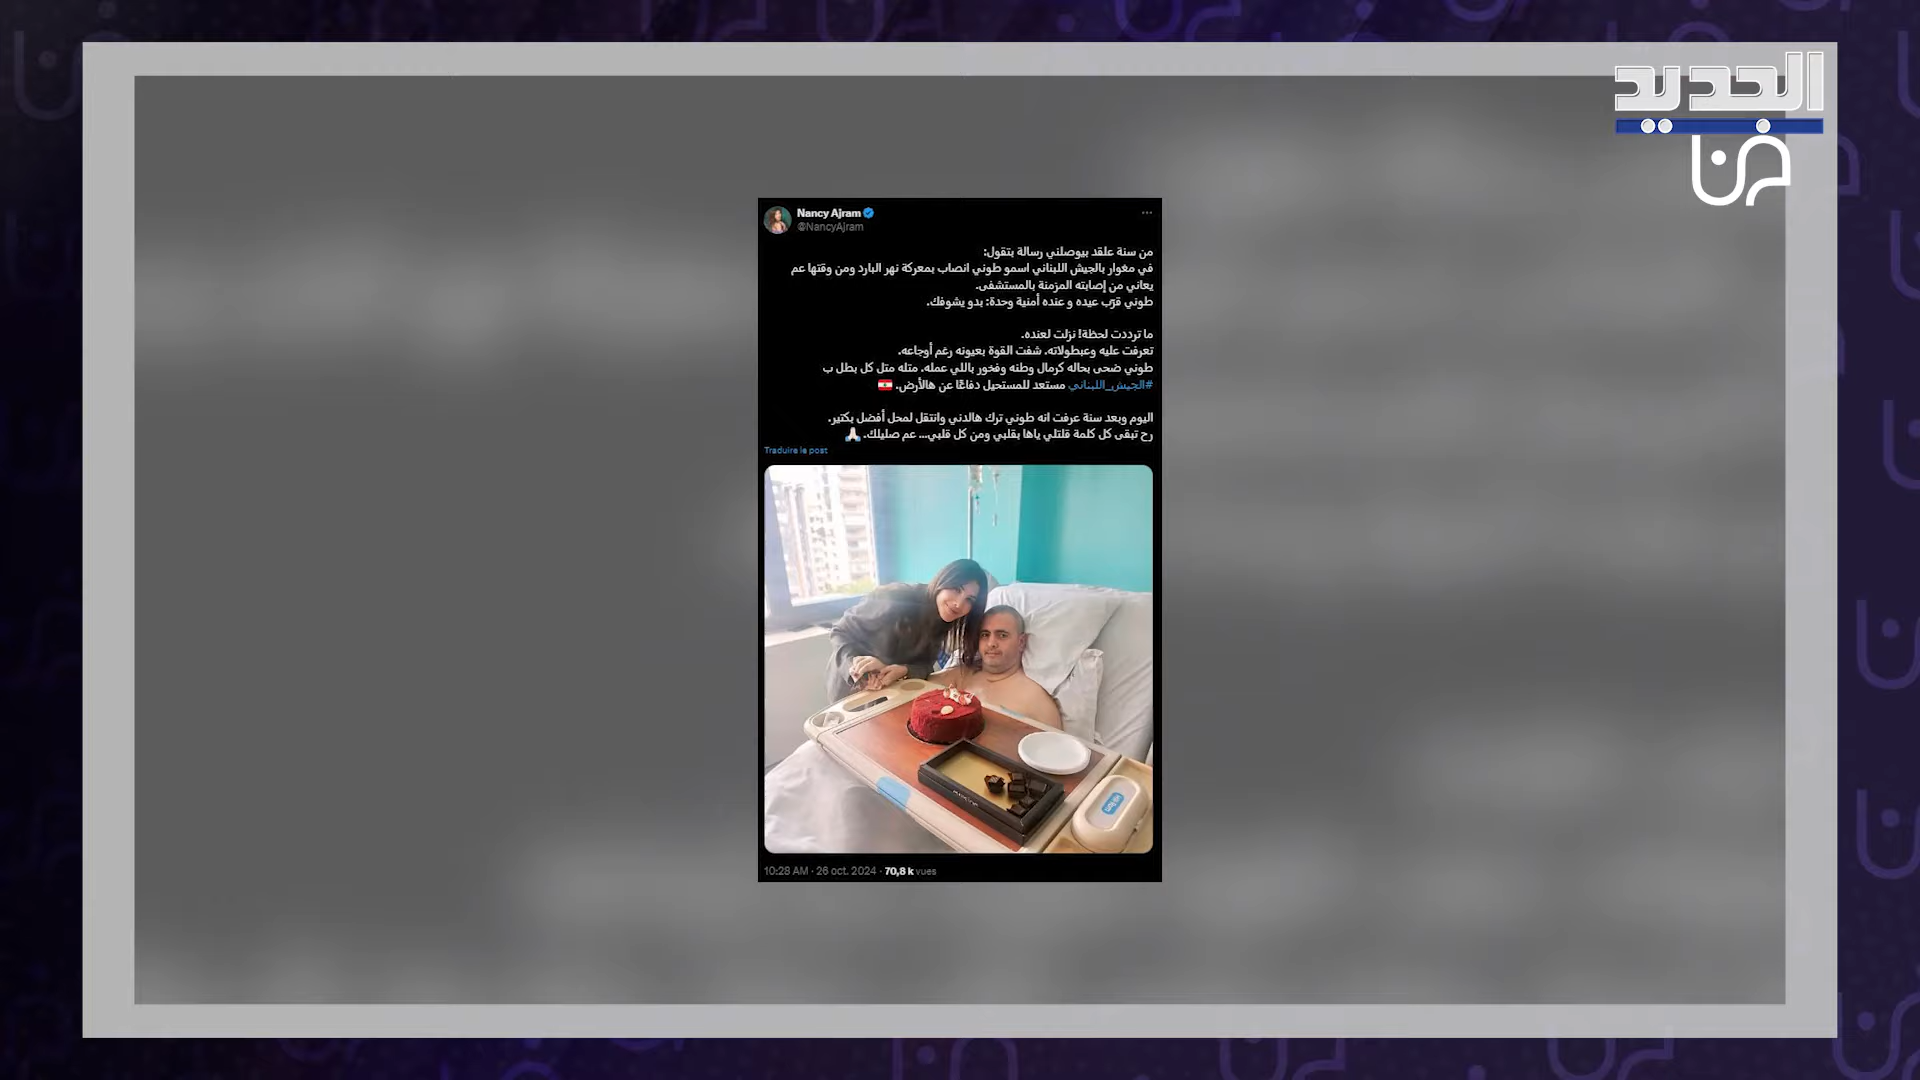 الجديد
فن
Nancy Ajram
@NancyAjram
من سنة علقد بيوصلني رسالة بتقول:
في مغوار بالجيش اللبناني اسمو طوني انصاب بمعركة نهر البارد ومن وقتها عم
يعاني من إصابته المزمنة بالمستشفى.
طوني قرّب عيده و عنده أمنية وحدة: بدو يشوفك.
ما ترددت لحظة! نزلت لعنده.
تعرفت عليه وعبطولاته. شفت القوة بعيونه رغم أوجاعه.
طوني ضحى بحاله كرمال وطنه وفخور باللي عمله. متله متل كل بطل ب
#الجيش_اللبناني مستعد للمستحيل دفاعًا عن هالأرض. 🇱🇧
اليوم وبعد سنة عرفت انه طوني ترك هالدني وانتقل لمحل أفضل بكتير.
رح تبقى كل كلمة قلتلي ياها بقلبي ومن كل قلبي... عم صليلك. 🙏🏻
Traduire le post
10:28 AM · 26 oct. 2024 · 70,8 k vues